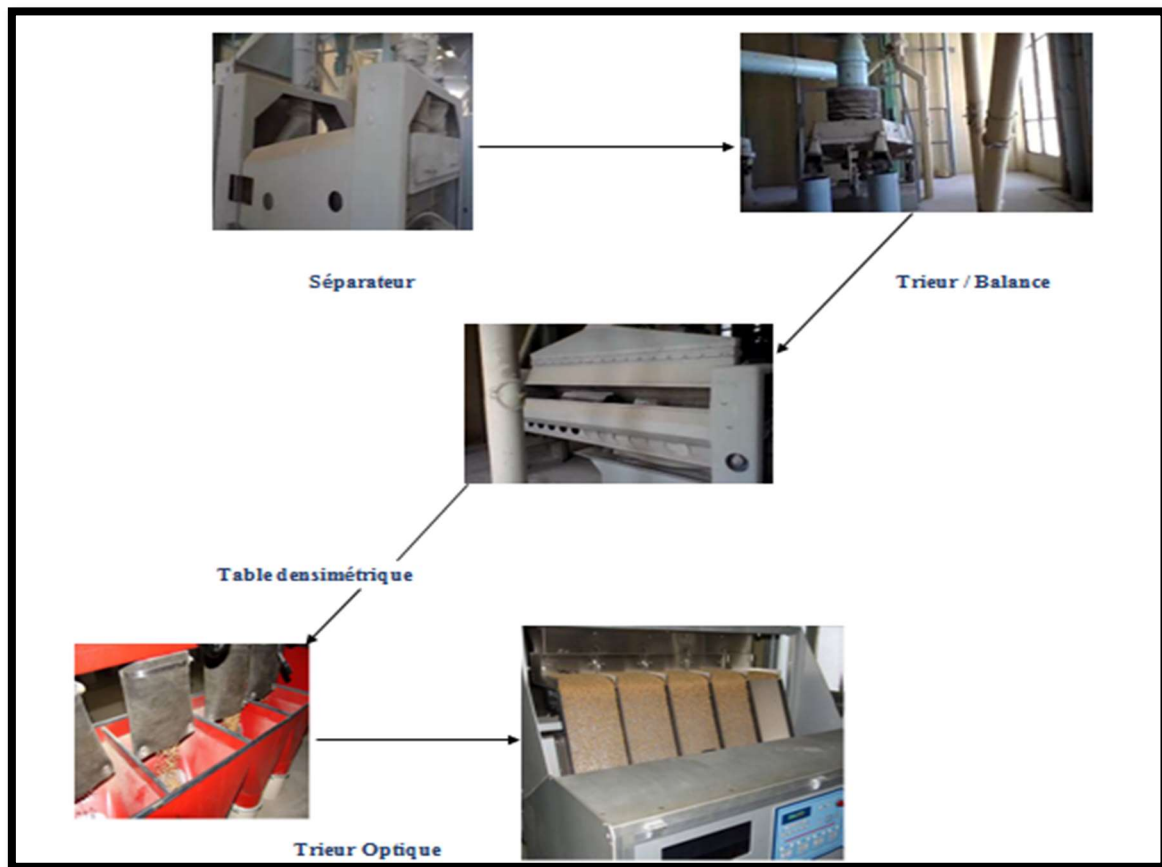 Séparateur
Trieur / Balance
Table densimétrique
Trieur Optique